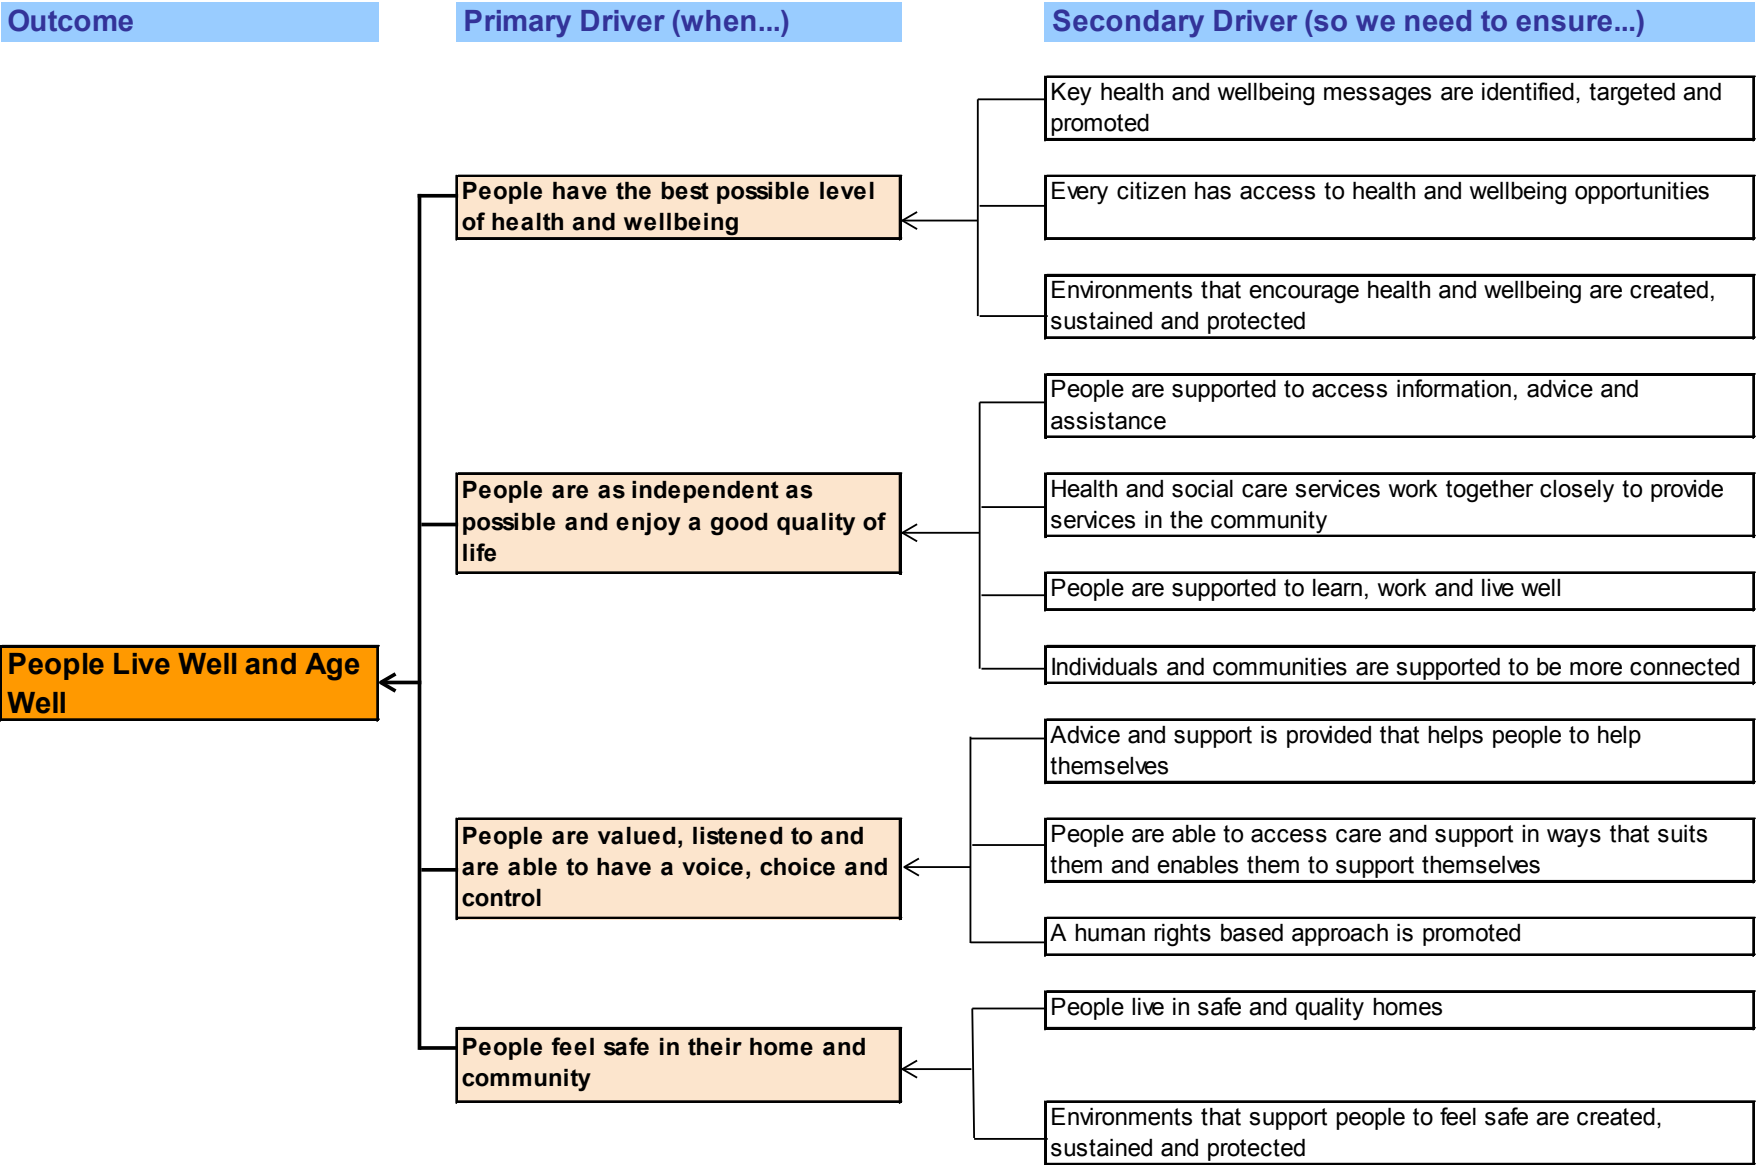 Outcome
Primary Driver (when...)
Secondary Driver (so we need to ensure...)
Key health and wellbeing messages are identified, targeted and
promoted
People have the best possible level
of health and wellbeing
Every citizen has access to health and wellbeing opportunities
Environments that encourage health and wellbeing are created,
sustained and protected
People are supported to access information, advice and
assistance
People are as independent as
possible and enjoy a good quality of
life
Health and social care services work together closely to provide
services in the community
People are supported to learn, work and live well
Individuals and communities are supported to be more connected
People Live Well and Age
Well
Advice and support is provided that helps people to help
themselves
People are valued, listened to and
are able to have a voice, choice and
control
People are able to access care and support in ways that suits
them and enables them to support themselves
A human rights based approach is promoted
People live in safe and quality homes
People feel safe in their home and
community
Environments that support people to feel safe are created,
sustained and protected